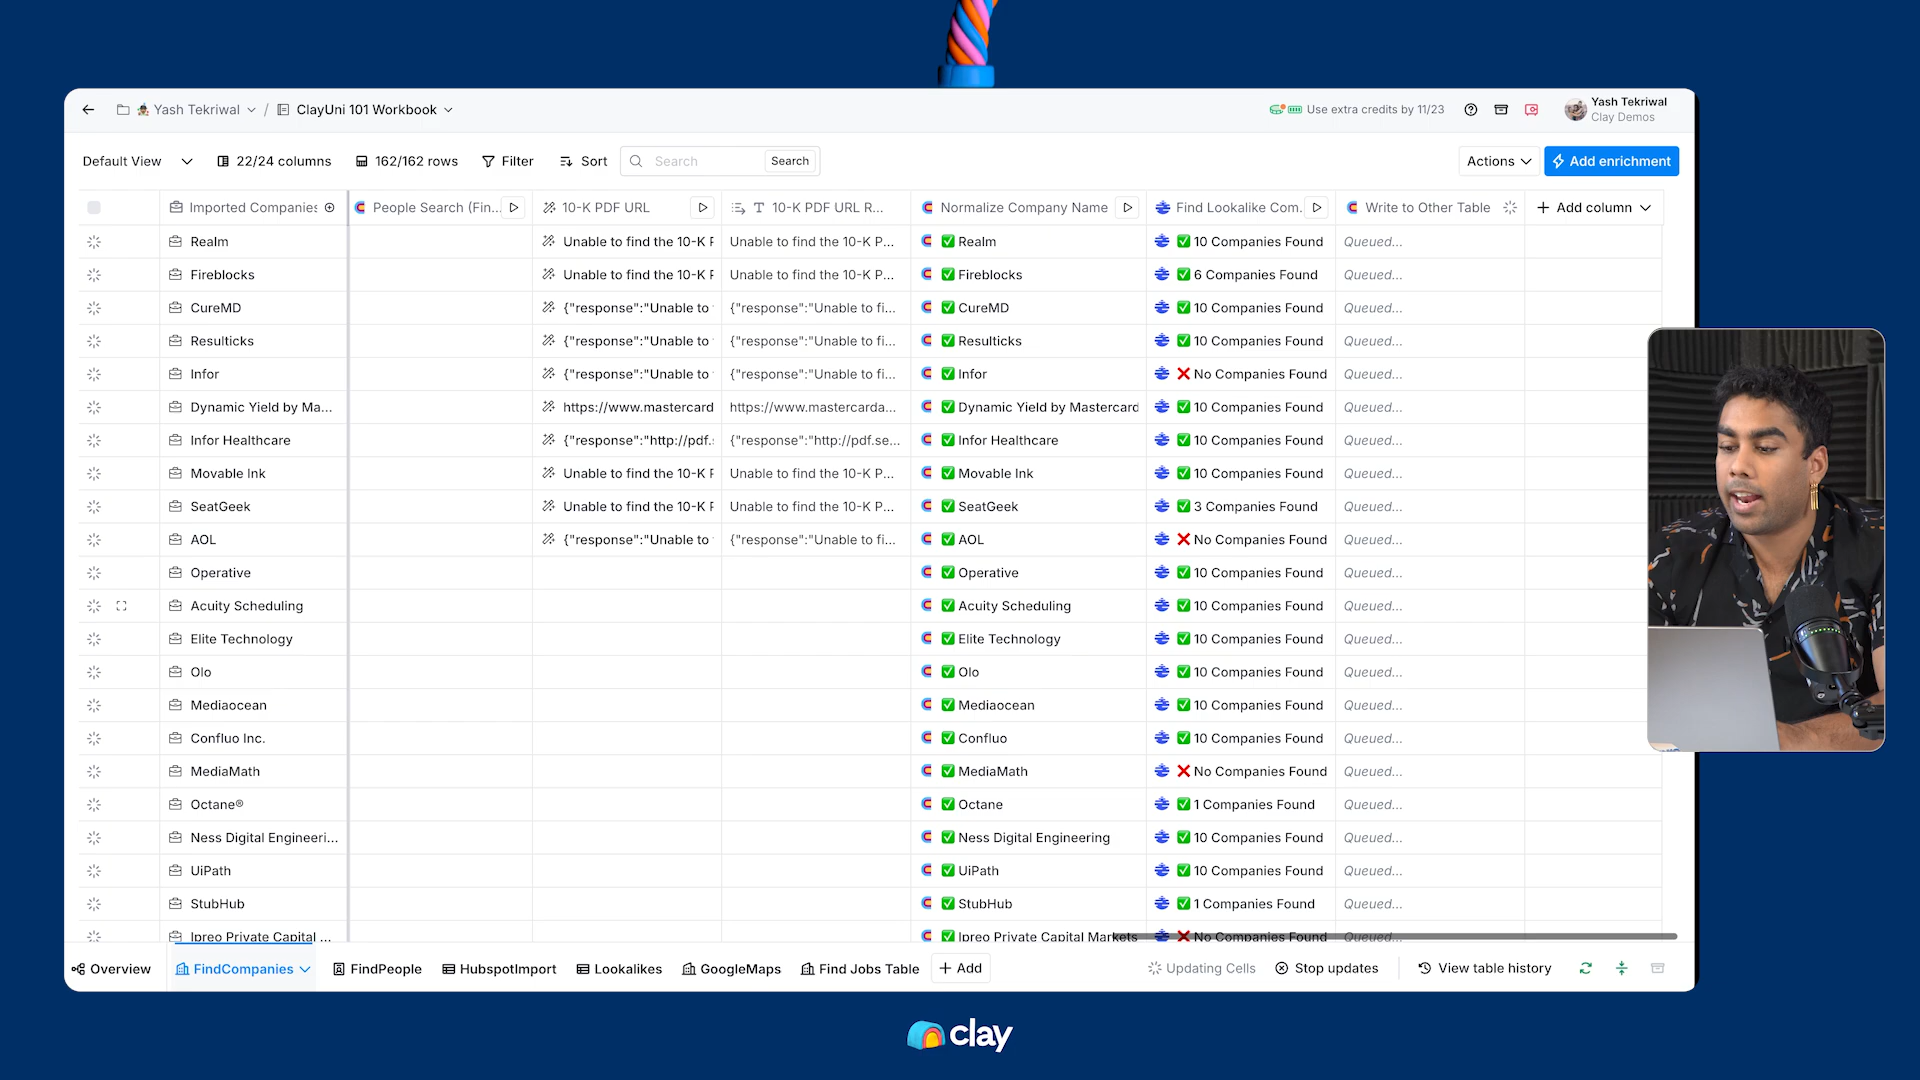 Yash Tekriwal / ClayUni 101 Workbook
Use extra credits by 11/23
Yash Tekriwal
Clay Demos
Default View 22/24 columns 162/162 rows Filter Sort Search Search Actions Add enrichment
Imported Companies People Search (Fin... 10-K PDF URL 10-K PDF URL R... Normalize Company Name Find Lookalike Com. Write to Other Table + Add column
Realm Unable to find the 10-K F Unable to find the 10-K P... Realm 10 Companies Found Queued...
Fireblocks Unable to find the 10-K F Unable to find the 10-K P... Fireblocks 6 Companies Found Queued...
CureMD {"response":"Unable to {"response":"Unable to fi... CureMD 10 Companies Found Queued...
Resulticks {"response":"Unable to {"response":"Unable to fi... Resulticks 10 Companies Found Queued...
Infor {"response":"Unable to {"response":"Unable to fi... Infor No Companies Found Queued...
Dynamic Yield by Ma... https://www.mastercard https://www.mastercarda... Dynamic Yield by Mastercard 10 Companies Found Queued...
Infor Healthcare {"response":"http://pdf. {"response":"http://pdf.se... Infor Healthcare 10 Companies Found Queued...
Movable Ink Unable to find the 10-K F Unable to find the 10-K P... Movable Ink 10 Companies Found Queued...
SeatGeek Unable to find the 10-K F Unable to find the 10-K P... SeatGeek 3 Companies Found Queued...
AOL {"response":"Unable to {"response":"Unable to fi... AOL No Companies Found Queued...
Operative Operative 10 Companies Found Queued...
Acuity Scheduling Acuity Scheduling 10 Companies Found Queued...
Elite Technology Elite Technology 10 Companies Found Queued...
Olo Olo 10 Companies Found Queued...
Mediaocean Mediaocean 10 Companies Found Queued...
Confluo Inc. Confluo 10 Companies Found Queued...
MediaMath MediaMath No Companies Found Queued...
Octane® Octane 1 Companies Found Queued...
Ness Digital Engineeri... Ness Digital Engineering 10 Companies Found Queued...
UiPath UiPath 10 Companies Found Queued...
StubHub StubHub 1 Companies Found Queued...
Ipreo Private Capital ... Ipreo Private Capital Markets No Companies Found Queued...
Overview FindCompanies FindPeople HubspotImport Lookalikes GoogleMaps Find Jobs Table + Add Updating Cells Stop updates View table history
clay